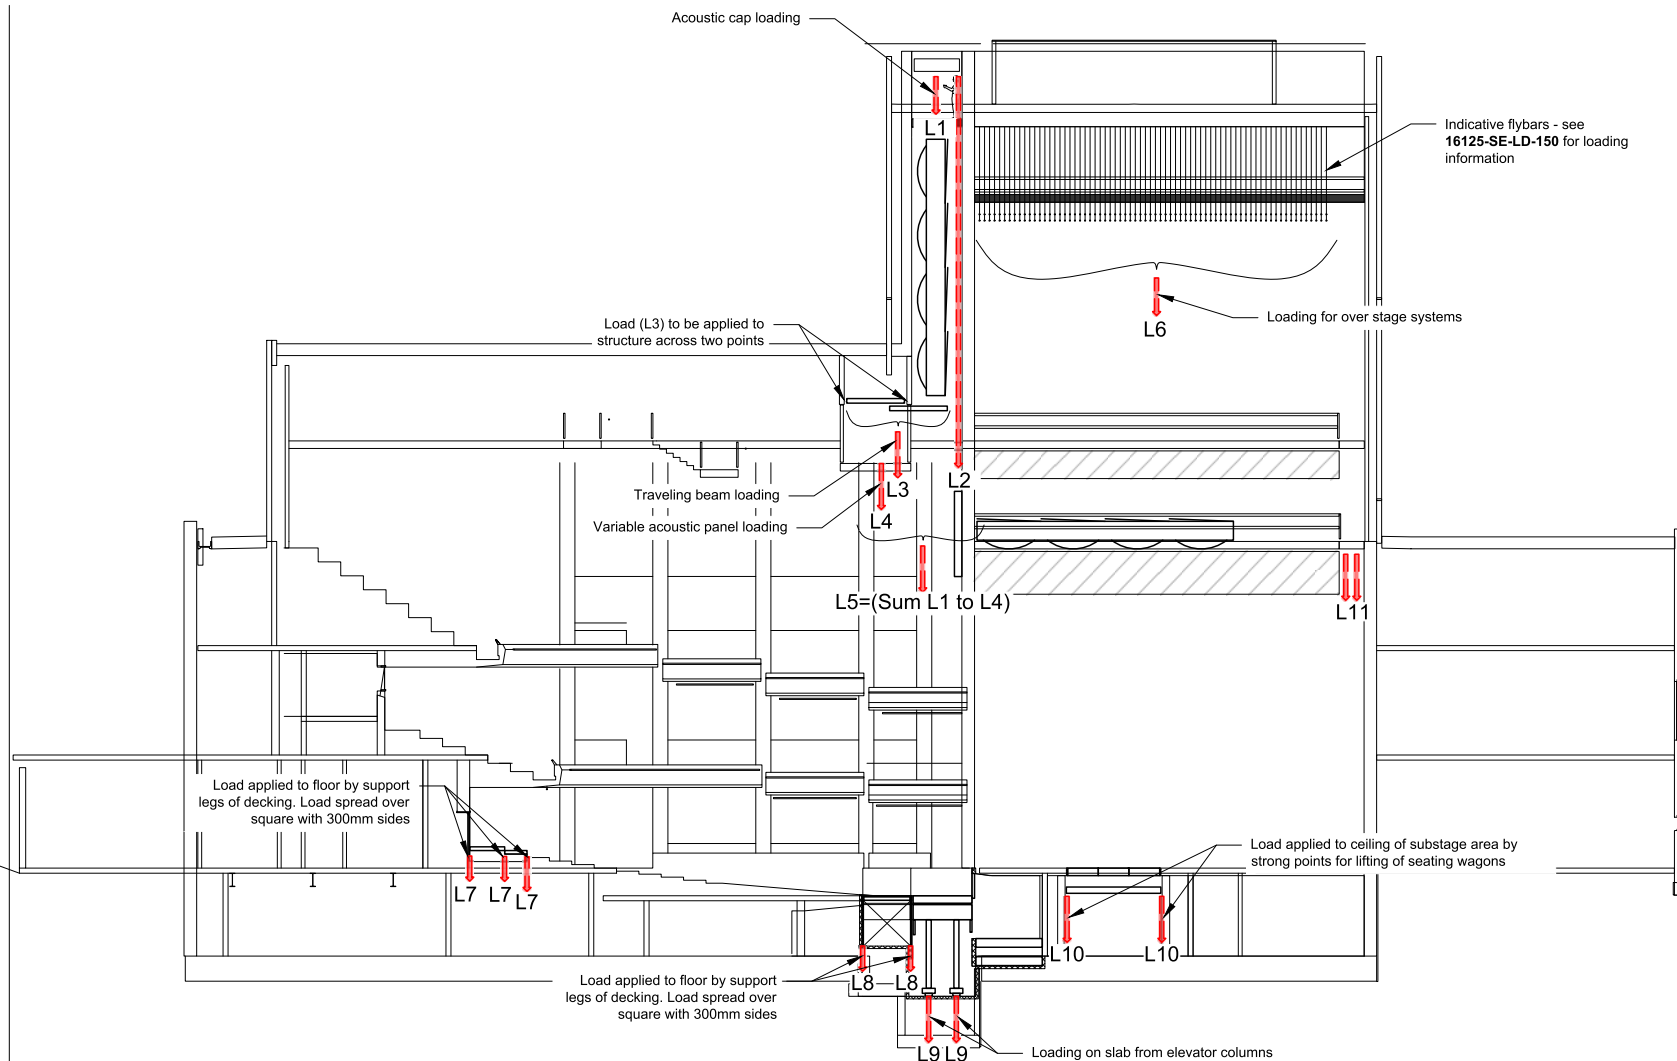 Acoustic cap loading
L1
Indicative flybars - see
16125-SE-LD-150 for loading
information
Load (L3) to be applied to
structure across two points
L6
Loading for over stage systems
L2
L3
Traveling beam loading
L4
Variable acoustic panel loading
L5=(Sum L1 to L4)
L11
Load applied to floor by support
legs of decking. Load spread over
square with 300mm sides
L7
L7
L7
Load applied to ceiling of substage area by
strong points for lifting of seating wagons
L10
L10
L8
L8
Load applied to floor by support
legs of decking. Load spread over
square with 300mm sides
L9
L9
Loading on slab from elevator columns